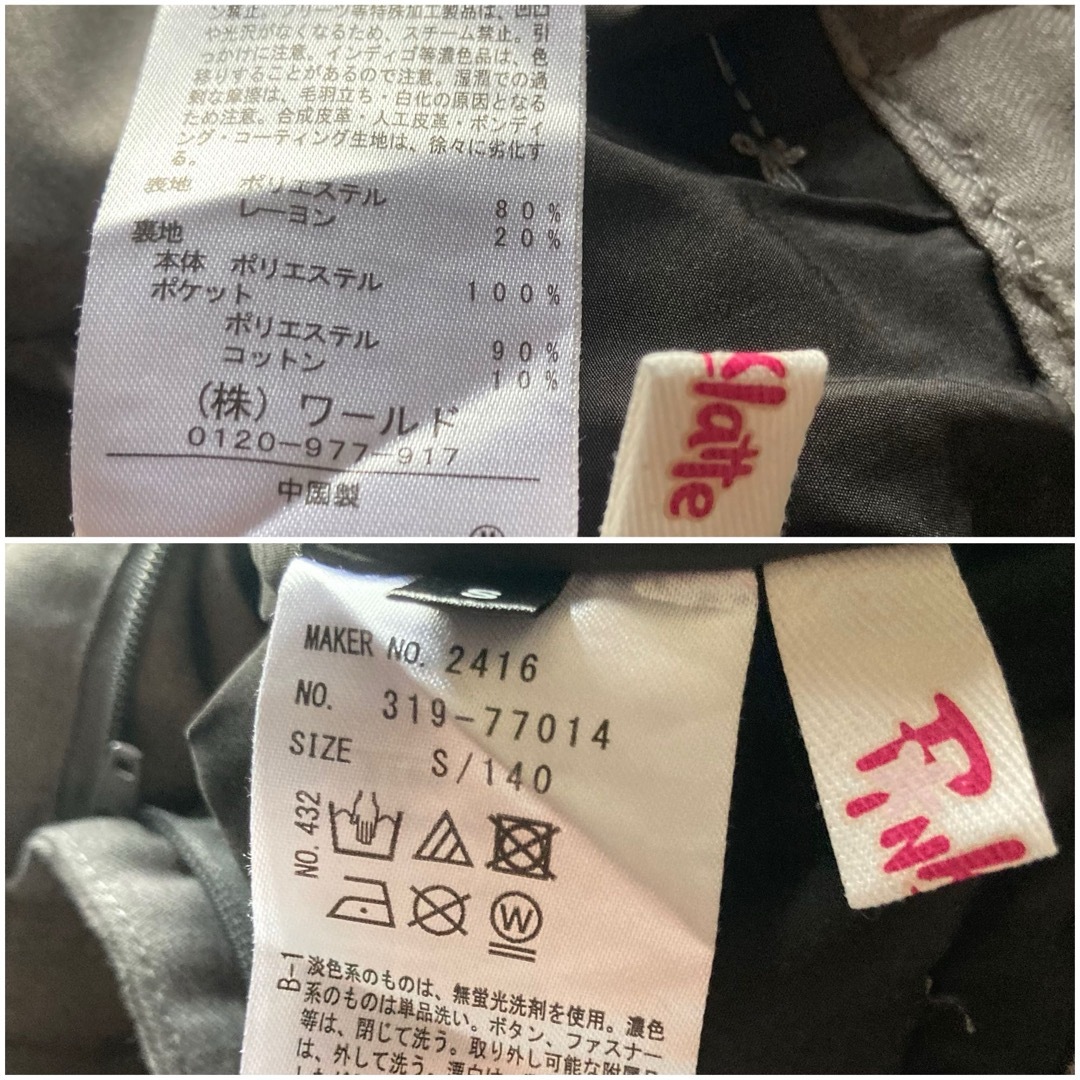 ン禁止。プリーツ等特殊加工製品は、凹凸
や光沢がなくなるため、スチーム禁止。引
っかけに注意。インディゴ等濃色品は、色
移りすることがあるので注意。湿潤での過
剰な摩擦は、毛羽立ち・白化の原因となる
ため注意。合成皮革・人工皮革・ボンディ
ング・コーティング生地は、徐々に劣化す
る。
表地 ポリエステル 80%
レーヨン 20%
裏地
本体 ポリエステル 100%
ポケット
ポリエステル 90%
コットン 10%
(株) ワールド
0120-977-917
中国製
Latte
S
MAKER NO. 2416
NO. 319-77014
SIZE S/140
NO. 432
W
B-1
淡色系のものは、無蛍光洗剤を使用。濃色
系のものは単品洗い。ボタン、ファスナー
等は、閉じて洗う。取り外し可能な付属品
は、外して洗う。漂白は、
Pink